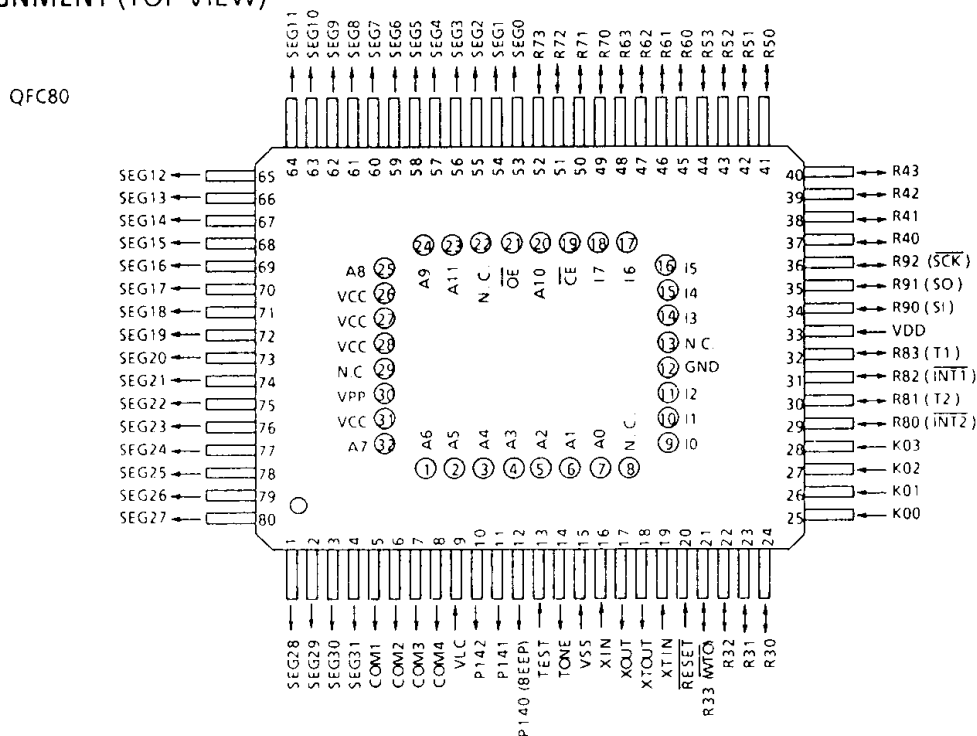 GNMENT (TOP VIEW)
QFC80
SEG11 SEG10 SEG9 SEG8 SEG7 SEG6 SEG5 SEG4 SEG3 SEG2 SEG1 SEG0 R73 R72 R71 R70 R63 R62 R61 R60 R53 R52 R51 R50
64 63 62 61 60 59 58 57 56 55 54 53 52 51 50 49 48 47 46 45 44 43 42 41
SEG12 65
SEG13 66
SEG14 67
SEG15 68
SEG16 69
SEG17 70
SEG18 71
SEG19 72
SEG20 73
SEG21 74
SEG22 75
SEG23 76
SEG24 77
SEG25 78
SEG26 79
SEG27 80
24 23 22 21 20 19 18 17
A9 A11 N.C. OE A10 CE I7 I6
A8 25
VCC 26
VCC 27
VCC 28
N.C 29
VPP 30
VCC 31
A7 32
16 I5
15 I4
14 I3
13 N.C.
12 GND
11 I2
10 I1
9 I0
A6 A5 A4 A3 A2 A1 A0 N.C.
1 2 3 4 5 6 7 8
40 R43
39 R42
38 R41
37 R40
36 R92 (SCK)
35 R91 (SO)
34 R90 (SI)
33 VDD
32 R83 (T1)
31 R82 (INT1)
30 R81 (T2)
29 R80 (INT2)
28 K03
27 K02
26 K01
25 K00
1 2 3 4 5 6 7 8 9 10 11 12 13 14 15 16 17 18 19 20 21 22 23 24
SEG28 SEG29 SEG30 SEG31 COM1 COM2 COM3 COM4 VLC P142 P141 P140 (BEEP) TEST TONE VSS XIN XOUT XTOUT XTIN RESET R33 (WTO) R32 R31 R30